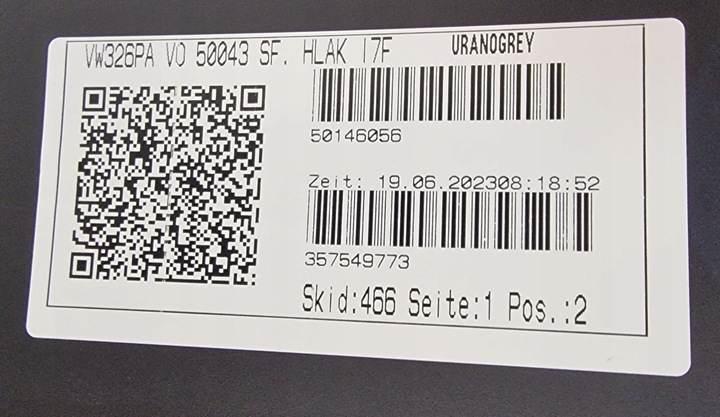 VW326PA VO 50043 SF. HLAK I7F URANOGREY
50146056
Zeit: 19.06.202308:18:52
357549773
Skid:466 Seite:1 Pos.:2